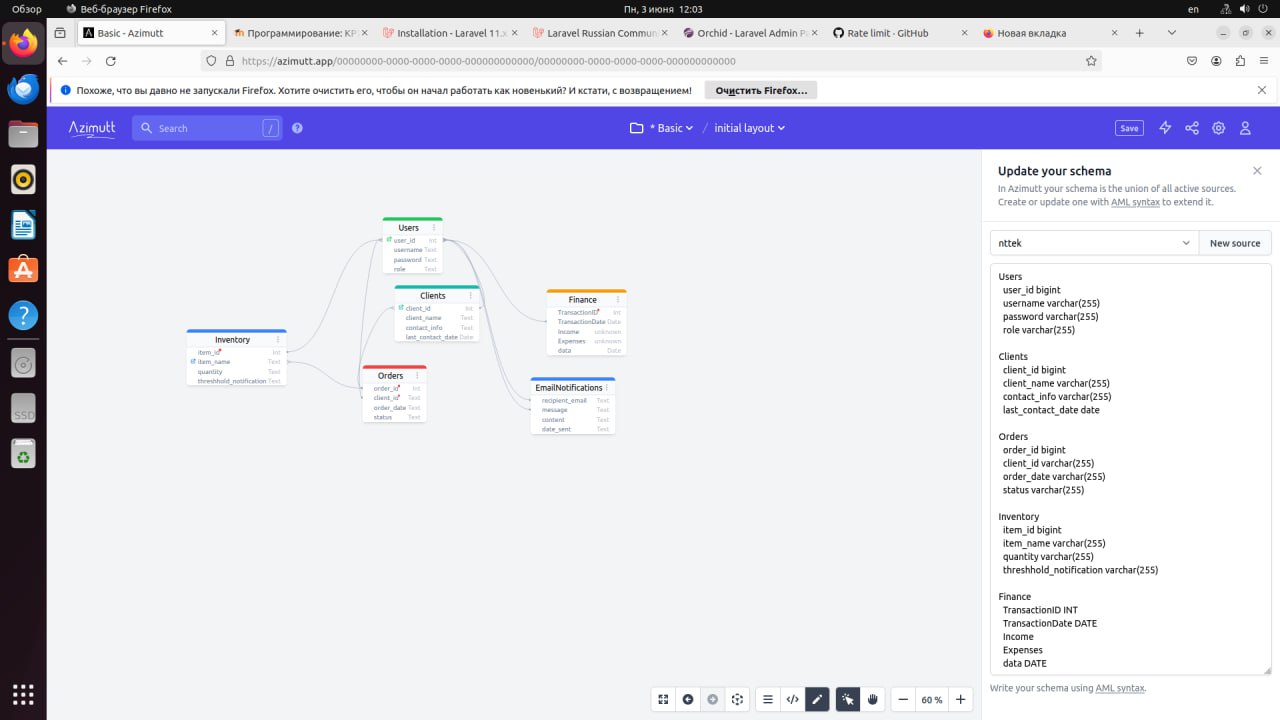 Обзор
Веб-браузер Firefox
Пн, 3 июня 12:03
en
Basic - Azimutt
Программирование: КР
Installation - Laravel 11.x
Laravel Russian Commun
Orchid - Laravel Admin P
Rate limit · GitHub
Новая вкладка
https://azimutt.app/00000000-0000-0000-0000-000000000000/00000000-0000-0000-0000-000000000000
Похоже, что вы давно не запускали Firefox. Хотите очистить его, чтобы он начал работать как новенький? И кстати, с возвращением!
Очистить Firefox...
Azimutt
Search
/
* Basic
/
initial layout
Save
Users
user_id Int
username Text
password Text
role Text
Clients
client_id Int
client_name Text
contact_info Text
last_contact_date Date
Finance
TransactionID Int
TransactionDate Date
Income unknown
Expenses unknown
data Date
Inventory
item_id Int
item_name Text
quantity Text
threshhold_notification Text
Orders
order_id Int
client_id Text
order_date Text
status Text
EmailNotifications
recipient_email Text
message Text
content Text
date_sent Text
SSD
60 %
Update your schema
In Azimutt your schema is the union of all active sources.
Create or update one with AML syntax to extend it.
nttek
New source
Users
user_id bigint
username varchar(255)
password varchar(255)
role varchar(255)
Clients
client_id bigint
client_name varchar(255)
contact_info varchar(255)
last_contact_date date
Orders
order_id bigint
client_id varchar(255)
order_date varchar(255)
status varchar(255)
Inventory
item_id bigint
item_name varchar(255)
quantity varchar(255)
threshhold_notification varchar(255)
Finance
TransactionID INT
TransactionDate DATE
Income
Expenses
data DATE
Write your schema using AML syntax.